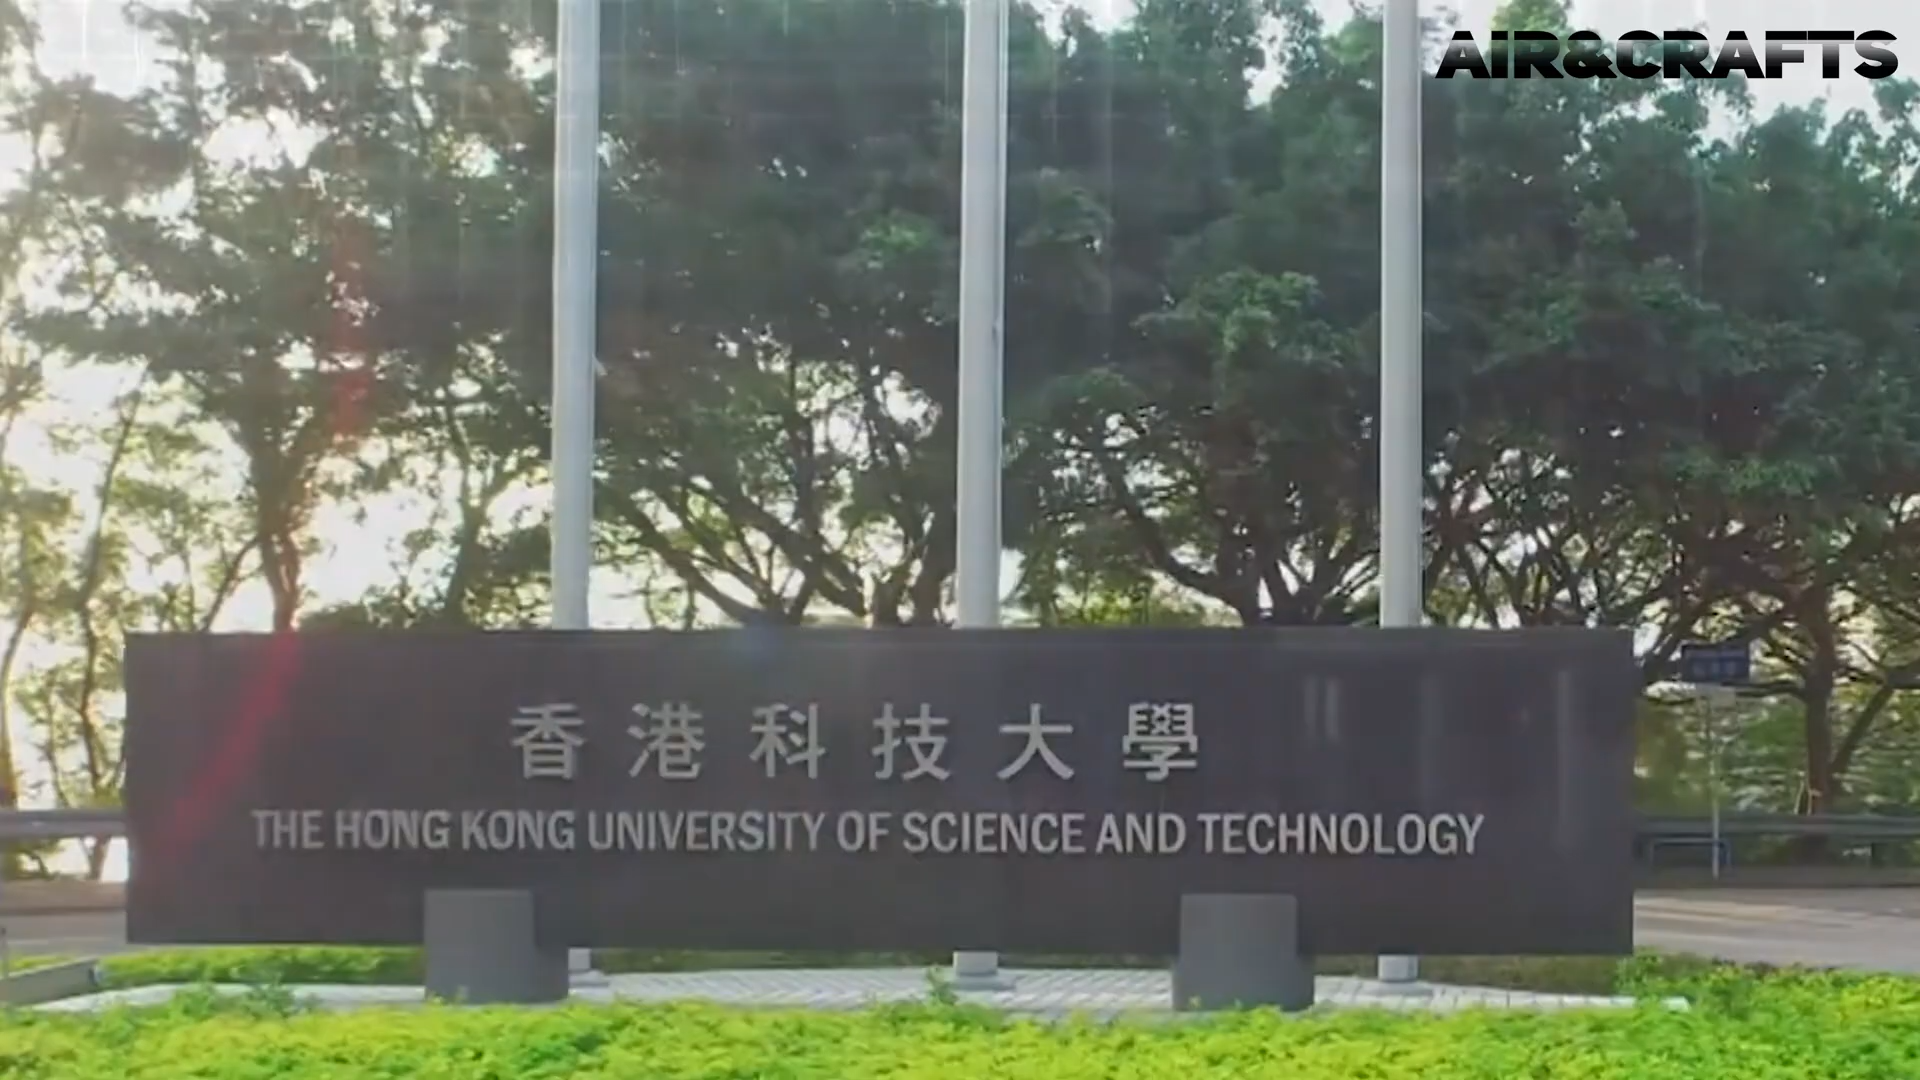 AIR&CRAFTS
香港科技大學
THE HONG KONG UNIVERSITY OF SCIENCE AND TECHNOLOGY